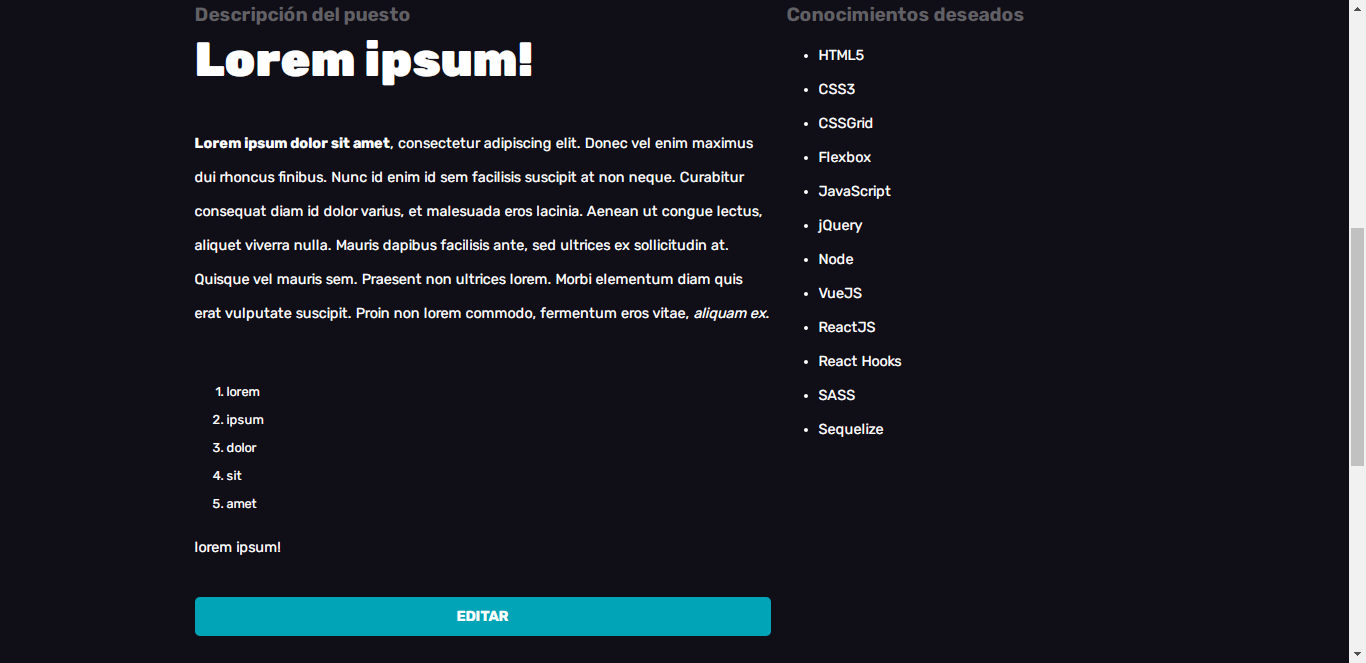 Descripción del puesto
Lorem ipsum!
Lorem ipsum dolor sit amet, consectetur adipiscing elit. Donec vel enim maximus
dui rhoncus finibus. Nunc id enim id sem facilisis suscipit at non neque. Curabitur
consequat diam id dolor varius, et malesuada eros lacinia. Aenean ut congue lectus,
aliquet viverra nulla. Mauris dapibus facilisis ante, sed ultrices ex sollicitudin at.
Quisque vel mauris sem. Praesent non ultrices lorem. Morbi elementum diam quis
erat vulputate suscipit. Proin non lorem commodo, fermentum eros vitae, aliquam ex.
1. lorem
2. ipsum
3. dolor
4. sit
5. amet
lorem ipsum!
EDITAR
Conocimientos deseados
• HTML5
• CSS3
• CSSGrid
• Flexbox
• JavaScript
• jQuery
• Node
• VueJS
• ReactJS
• React Hooks
• SASS
• Sequelize